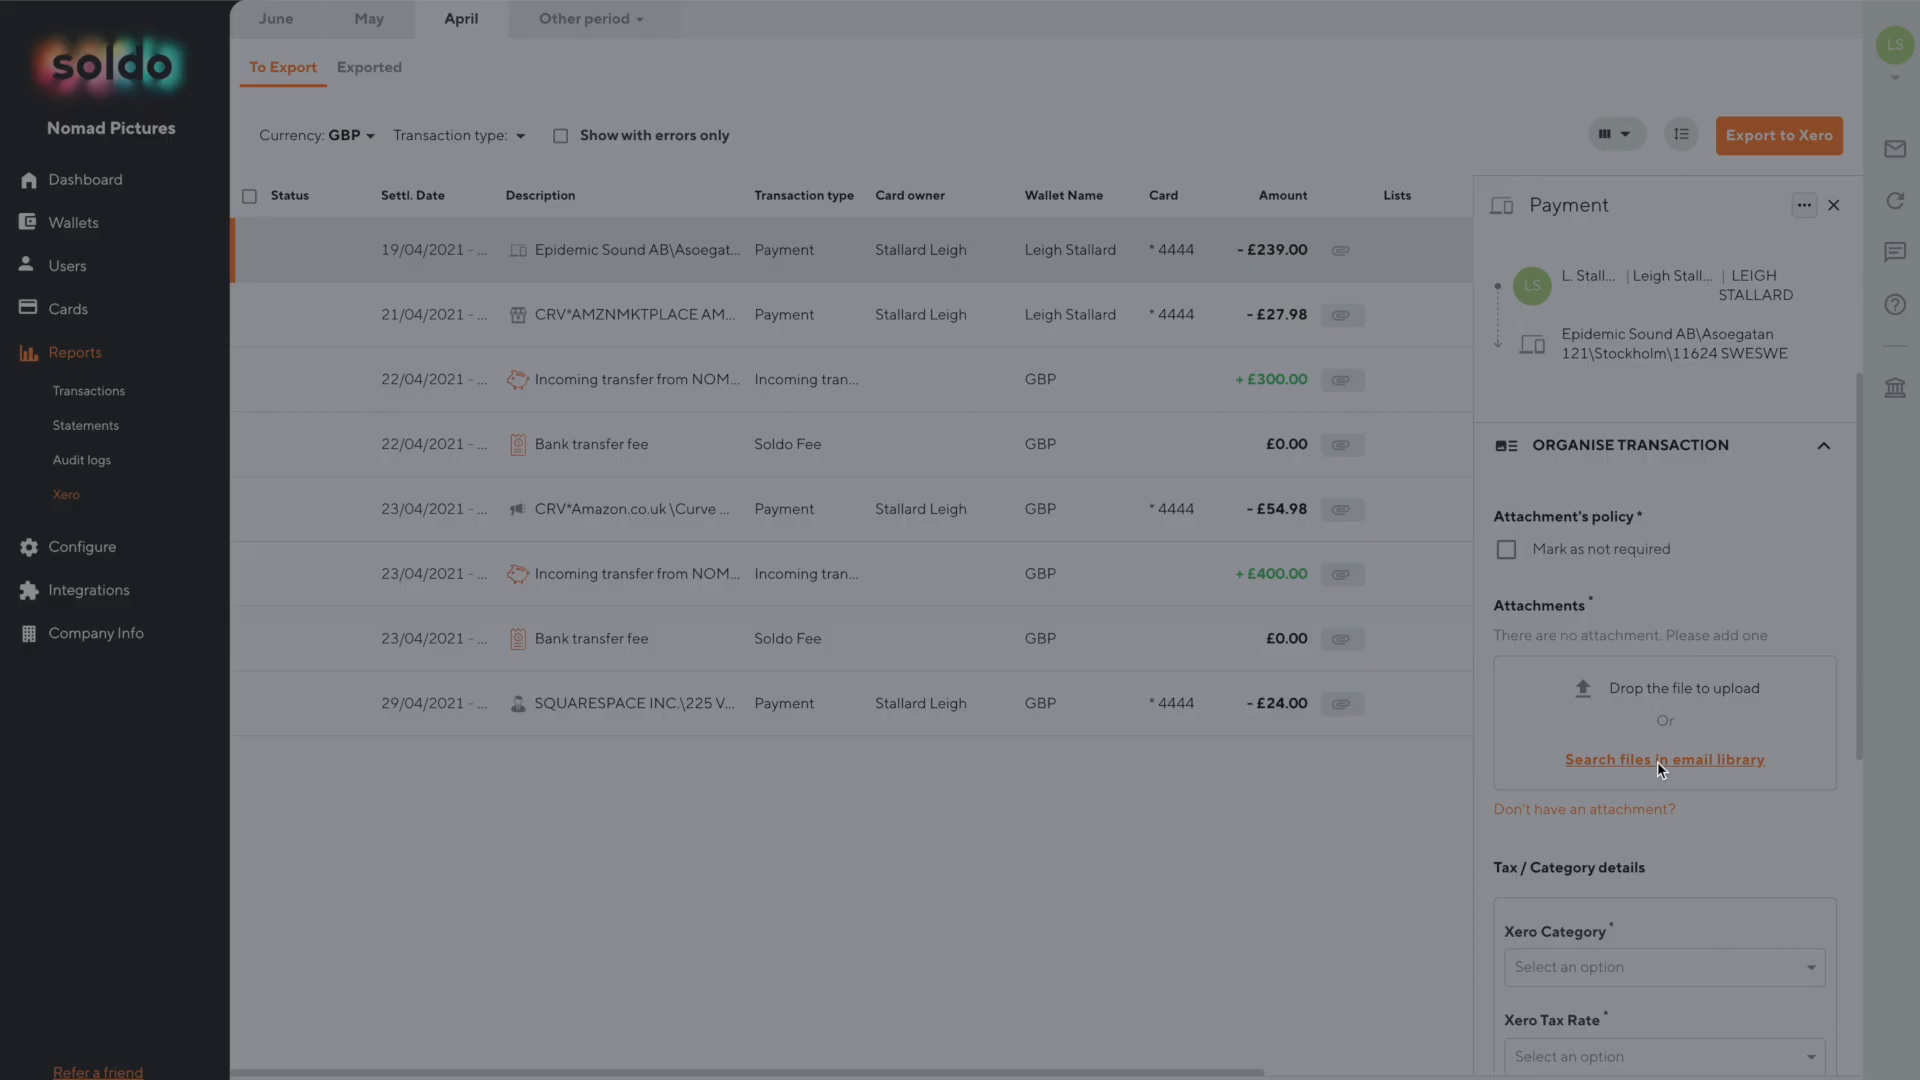 soldo
Nomad Pictures
Dashboard
Wallets
Users
Cards
Reports
Transactions
Statements
Audit logs
Xero
Configure
Integrations
Company Info
Refer a friend
June May April Other period
To Export Exported
Currency: GBP Transaction type: Show with errors only Export to Xero
Status Settl. Date Description Transaction type Card owner Wallet Name Card Amount Lists
19/04/2021 - ... Epidemic Sound AB\Asoegat... Payment Stallard Leigh Leigh Stallard * 4444 - £239.00
21/04/2021 - ... CRV*AMZNMKTPLACE AM... Payment Stallard Leigh Leigh Stallard * 4444 - £27.98
22/04/2021 - ... Incoming transfer from NOM... Incoming tran... GBP + £300.00
22/04/2021 - ... Bank transfer fee Soldo Fee GBP £0.00
23/04/2021 - ... CRV*Amazon.co.uk\Curve ... Payment Stallard Leigh GBP * 4444 - £54.98
23/04/2021 - ... Incoming transfer from NOM... Incoming tran... GBP + £400.00
23/04/2021 - ... Bank transfer fee Soldo Fee GBP £0.00
29/04/2021 - ... SQUARESPACE INC.\225 V... Payment Stallard Leigh GBP * 4444 - £24.00
Payment
LS L. Stall... | Leigh Stall... | LEIGH
STALLARD
Epidemic Sound AB\Asoegatan
121\Stockholm\11624 SWESWE
ORGANISE TRANSACTION
Attachment's policy *
Mark as not required
Attachments *
There are no attachment. Please add one
Drop the file to upload
Or
Search files in email library
Don't have an attachment?
Tax / Category details
Xero Category *
Select an option
Xero Tax Rate *
Select an option
LS